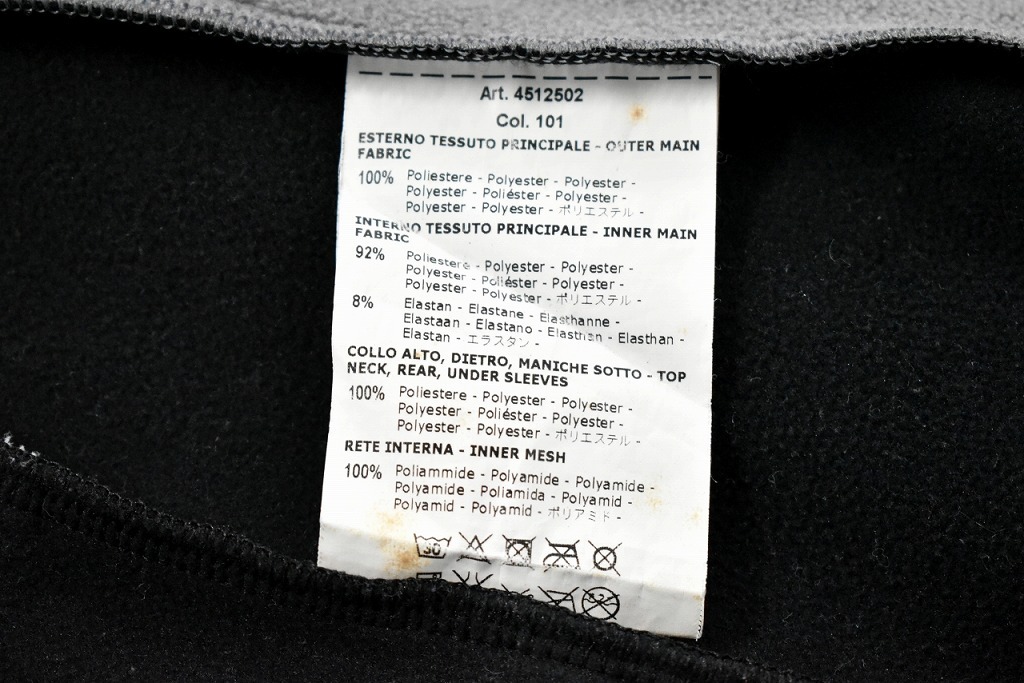 Art. 4512502
Col. 101
ESTERNO TESSUTO PRINCIPALE - OUTER MAIN
FABRIC
100% Poliestere - Polyester - Polyester -
Polyester - Poliéster - Polyester -
Polyester - Polyester - ポリエステル -
INTERNO TESSUTO PRINCIPALE - INNER MAIN
FABRIC
92% Poliestere - Polyester - Polyester -
Polyester - Poliéster - Polyester -
Polyester - Polyester - ポリエステル -
8% Elastan - Elastane - Elasthanne -
Elastaan - Elastano - Elasthan - Elasthan -
Elastan - エラスタン -
COLLO ALTO, DIETRO, MANICHE SOTTO - TOP
NECK, REAR, UNDER SLEEVES
100% Poliestere - Polyester - Polyester -
Polyester - Poliéster - Polyester -
Polyester - Polyester - ポリエステル -
RETE INTERNA - INNER MESH
100% Poliammide - Polyamide - Polyamide -
Polyamide - Poliamida - Polyamid -
Polyamid - Polyamid - ポリアミド -
30